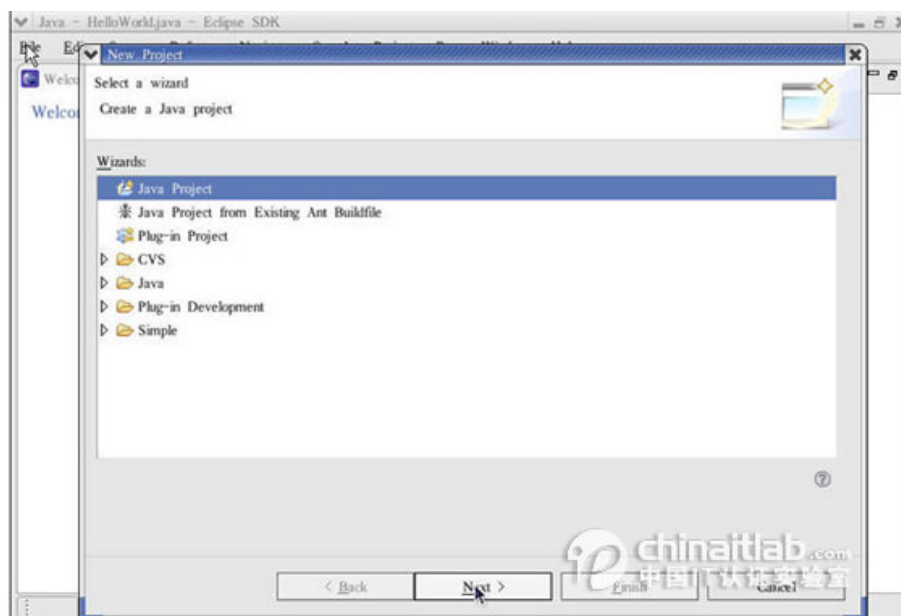 Java - HelloWorld.java - Eclipse SDK
File
New Project
Select a wizard
Create a Java project
Wizards:
Java Project
Java Project from Existing Ant Buildfile
Plug-in Project
CVS
Java
Plug-in Development
Simple
< Back
Next >
Finish
Cancel
chinaitlab.com
中国IT认证实验室